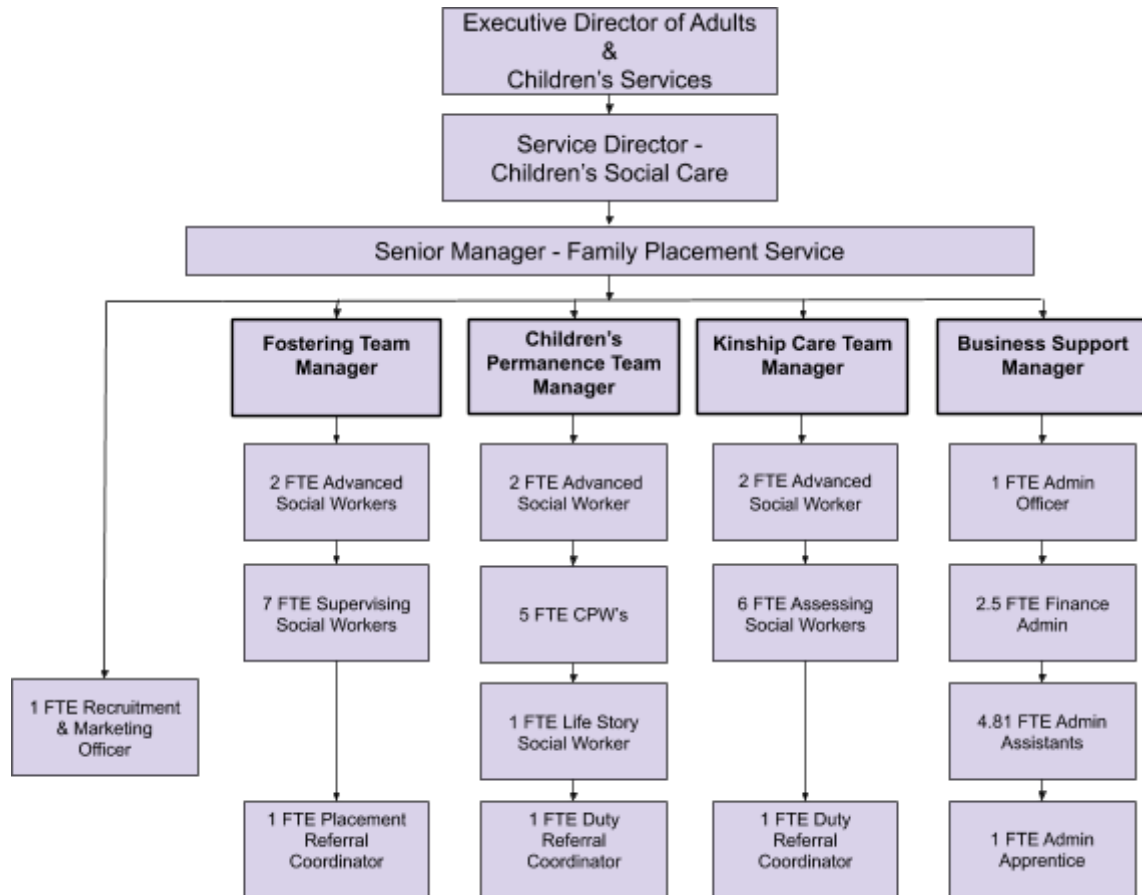 Executive Director of Adults
&
Children's Services
Service Director -
Children's Social Care
Senior Manager - Family Placement Service
Fostering Team
Manager
Children's
Permanence Team
Manager
Kinship Care Team
Manager
Business Support
Manager
2 FTE Advanced
Social Workers
2 FTE Advanced
Social Worker
2 FTE Advanced
Social Worker
1 FTE Admin
Officer
7 FTE Supervising
Social Workers
5 FTE CPW's
6 FTE Assessing
Social Workers
2.5 FTE Finance
Admin
1 FTE Recruitment
& Marketing
Officer
1 FTE Life Story
Social Worker
4.81 FTE Admin
Assistants
1 FTE Placement
Referral
Coordinator
1 FTE Duty
Referral
Coordinator
1 FTE Duty
Referral
Coordinator
1 FTE Admin
Apprentice